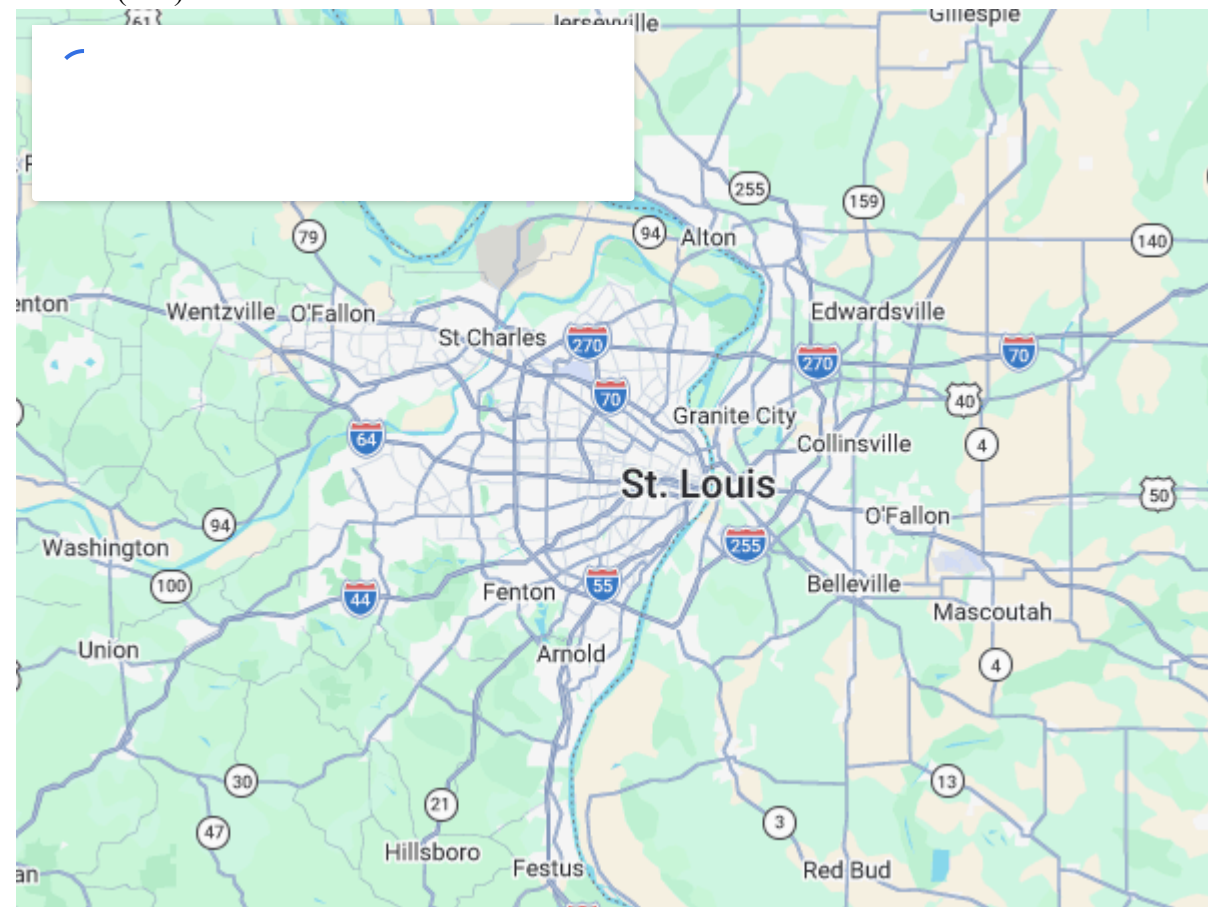 61
Jerseyville
Gillespie
255
159
79
94
Alton
140
Wentzville
O'Fallon
Edwardsville
St Charles
270
270
70
70
40
Granite City
64
Collinsville
4
St. Louis
50
94
O'Fallon
Washington
255
100
Fenton
55
Belleville
44
Mascoutah
Union
Arnold
4
30
13
21
47
3
Hillsboro
Festus
Red Bud